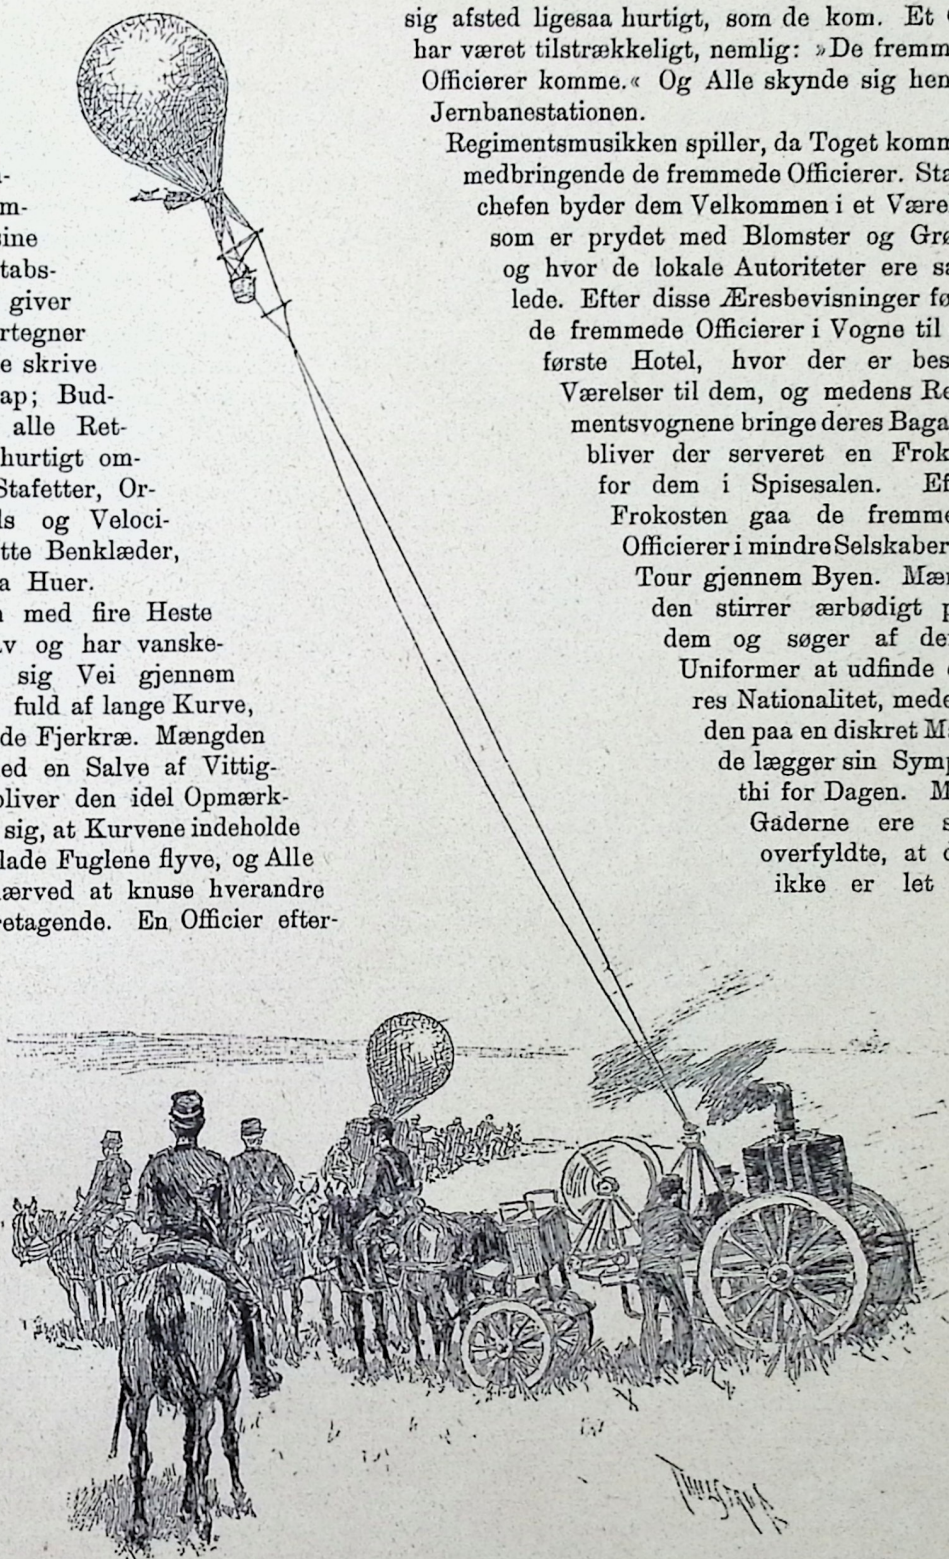 sine
tabs-
giver
rtegner
e skrive
ap; Bud-
alle Ret-
hurtigt om-
Stafetter, Or-
ls og Veloci-
tte Benklæder,
a Huer.
med fire Heste
v og har vanske-
sig Vei gjennem
fuld af lange Kurve,
de Fjerkræ. Mængden
ed en Salve af Vittig-
bliver den idel Opmærk-
sig, at Kurvene indeholde
lade Fuglene flyve, og Alle
nærved at knuse hverandre
retagende. En Officier efter-
sig afsted ligesaa hurtigt, som de kom. Et
har været tilstrækkeligt, nemlig: »De fremm
Officierer komme.« Og Alle skynde sig hen
Jernbanestationen.
Regimentsmusikken spiller, da Toget komm
medbringende de fremmede Officierer. Sta
chefen byder dem Velkommen i et Være
som er prydet med Blomster og Grø
og hvor de lokale Autoriteter ere sa
lede. Efter disse Æresbevisninger fø
de fremmede Officierer i Vogne til
første Hotel, hvor der er bes
Værelser til dem, og medens Re
mentsvognene bringe deres Baga
bliver der serveret en Frok
for dem i Spisesalen. Ef
Frokosten gaa de fremme
Officierer i mindre Selskaber
Tour gjennem Byen. Mæn
den stirrer ærbødigt p
dem og søger af de
Uniformer at udfinde
res Nationalitet, mede
den paa en diskret Ma
de lægger sin Symp
thi for Dagen. M
Gaderne ere s
overfyldte, at
ikke er let